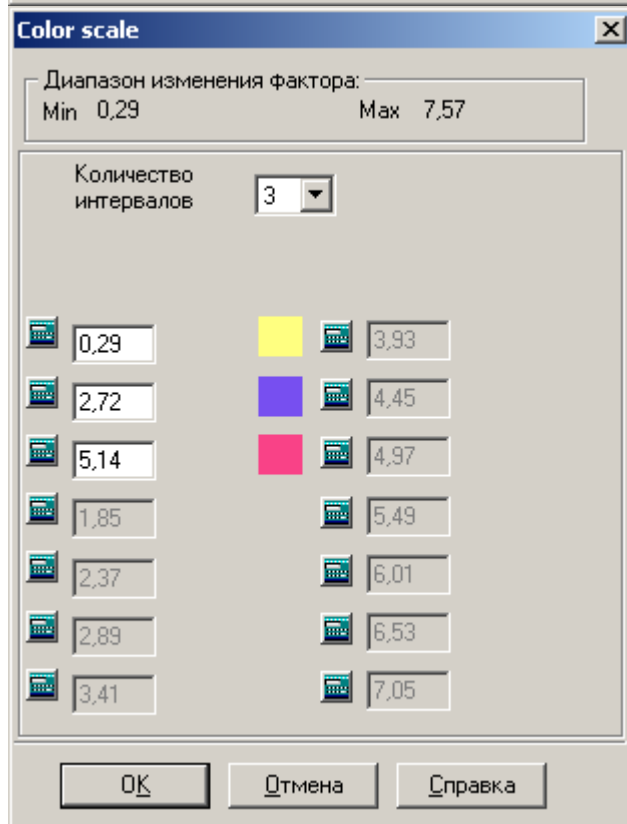 Color scale
Диапазон изменения фактора:
Min 0,29 Max 7,57
Количество
интервалов
3
0,29 3,93
2,72 4,45
5,14 4,97
1,85 5,49
2,37 6,01
2,89 6,53
3,41 7,05
OK Отмена Справка